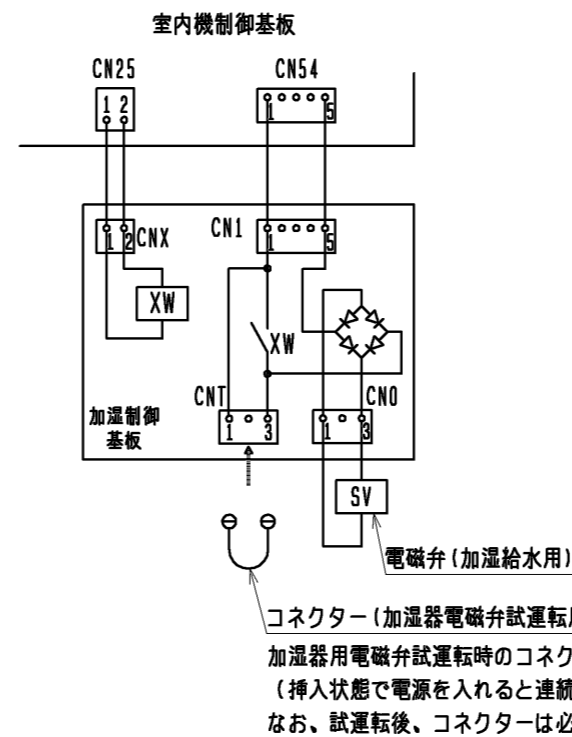 室内機制御基板
CN25
CN54
1 2
1
5
1 2
CNX
CN1
1
5
XW
XW
加湿制御
基板
CNT
1
3
CNO
1
3
SV
電磁弁(加湿給水用)
コネクター(加湿器電磁弁試運転
加湿器用電磁弁試運転時のコネク
(挿入状態で電源を入れると連続
なお、試運転後、コネクターは必